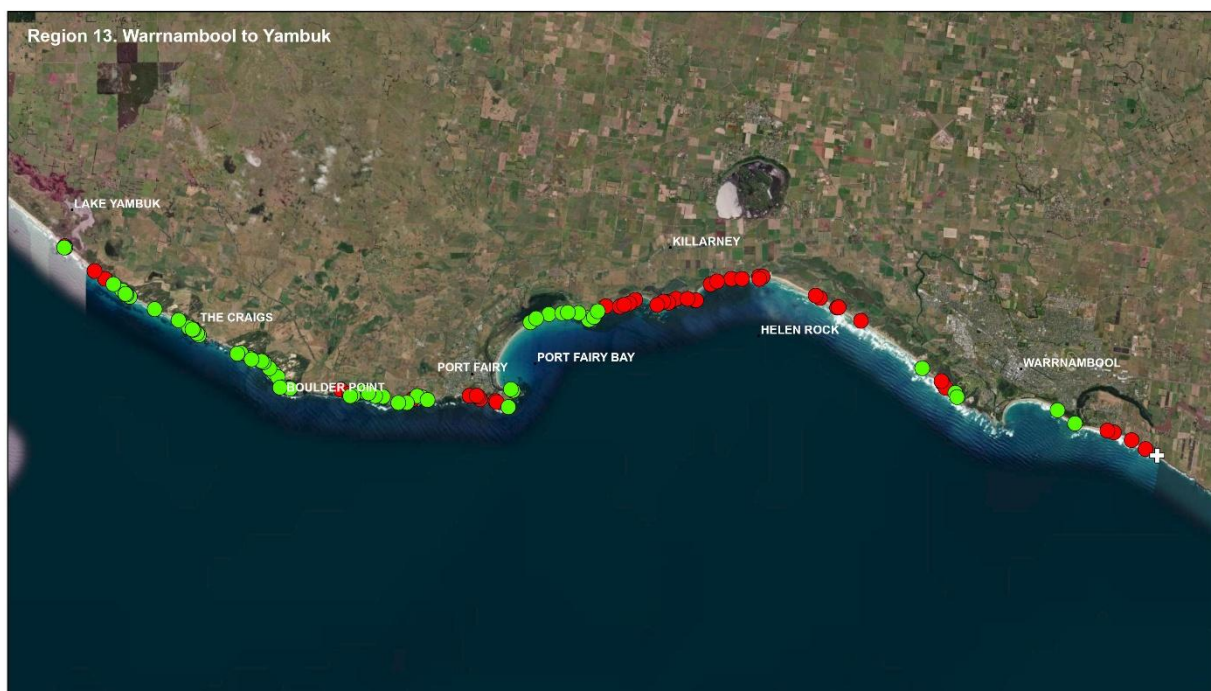 Region 13. Warrnambool to Yambuk
LAKE YAMBUK
KILLARNEY
THE CRAIGS
HELEN ROCK
PORT FAIRY BAY
PORT FAIRY
WARRNAMBOOL
BOULDER POINT